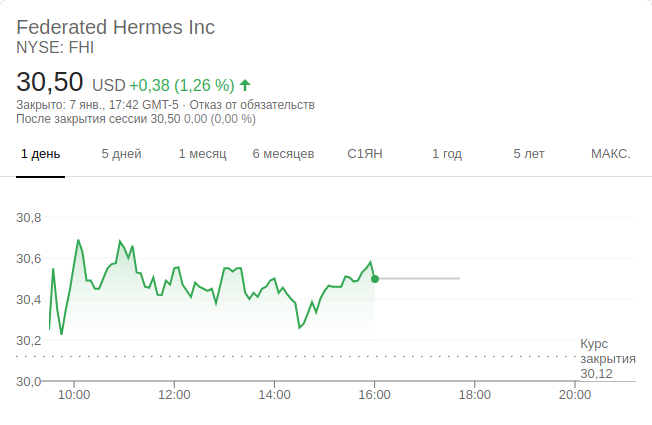 Federated Hermes Inc
NYSE: FHI
30,50 USD +0,38 (1,26 %)
Закрыто: 7 янв., 17:42 GMT-5 · Отказ от обязательств
После закрытия сессии 30,50 0,00 (0,00 %)
1 день 5 дней 1 месяц 6 месяцев С1ЯН 1 год 5 лет МАКС.
30,8
30,6
30,4
30,2
30,0
Курс
закрытия
30,12
10:00 12:00 14:00 16:00 18:00 20:00